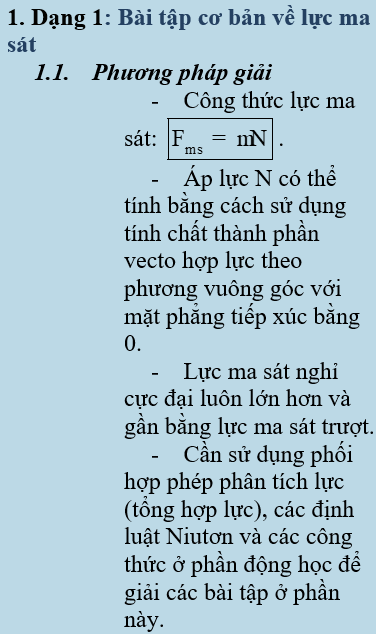 1. Dạng 1: Bài tập cơ bản về lực ma
sát
1.1. Phương pháp giải
- Công thức lực ma
sát: Fms = mN .
- Áp lực N có thể
tính bằng cách sử dụng
tính chất thành phần
vecto hợp lực theo
phương vuông góc với
mặt phẳng tiếp xúc bằng
0.
- Lực ma sát nghỉ
cực đại luôn lớn hơn và
gần bằng lực ma sát trượt.
- Cần sử dụng phối
hợp phép phân tích lực
(tổng hợp lực), các định
luật Niutơn và các công
thức ở phần động học để
giải các bài tập ở phần
này.